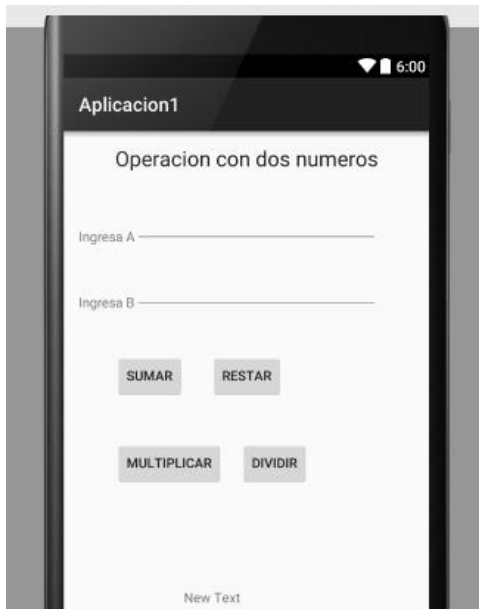 6:00
Aplicacion1
Operacion con dos numeros
Ingresa A
Ingresa B
SUMAR RESTAR
MULTIPLICAR DIVIDIR
New Text